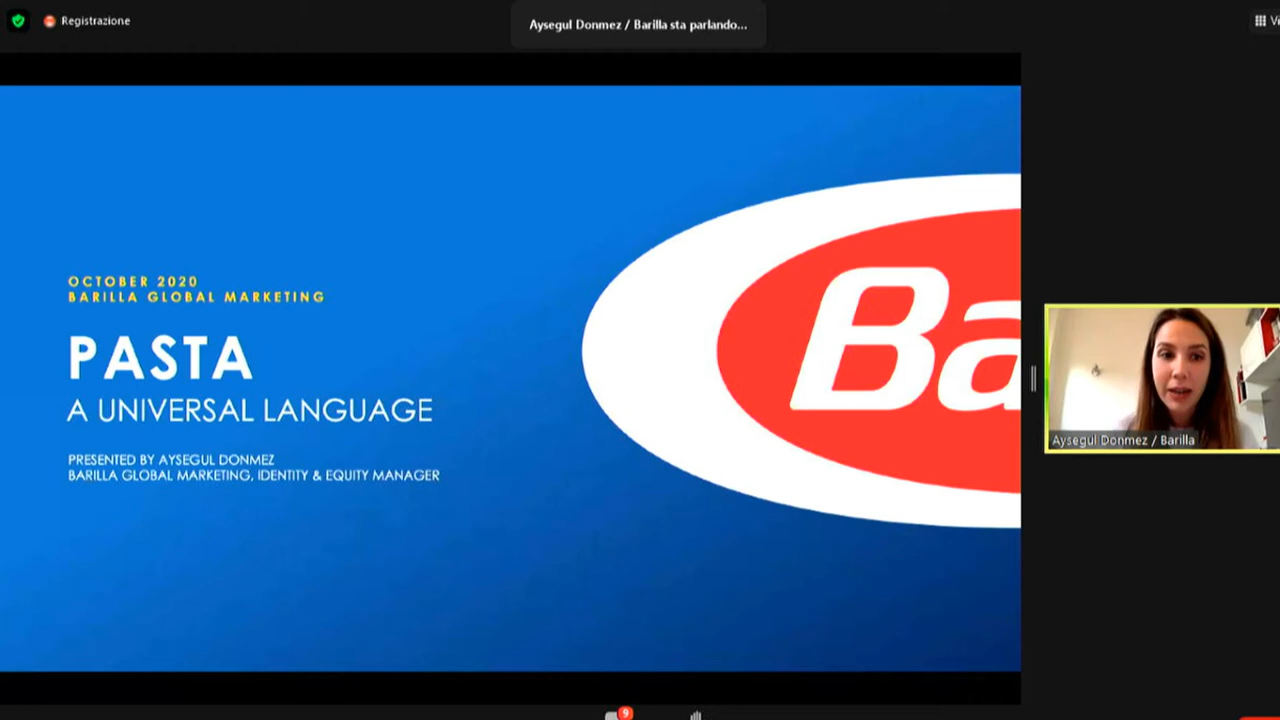 Registrazione
Aysegul Donmez / Barilla sta parlando...
OCTOBER 2020
BARILLA GLOBAL MARKETING
PASTA
A UNIVERSAL LANGUAGE
PRESENTED BY AYSEGUL DONMEZ
BARILLA GLOBAL MARKETING, IDENTITY & EQUITY MANAGER
Ba
Aysegul Donmez / Barilla
9